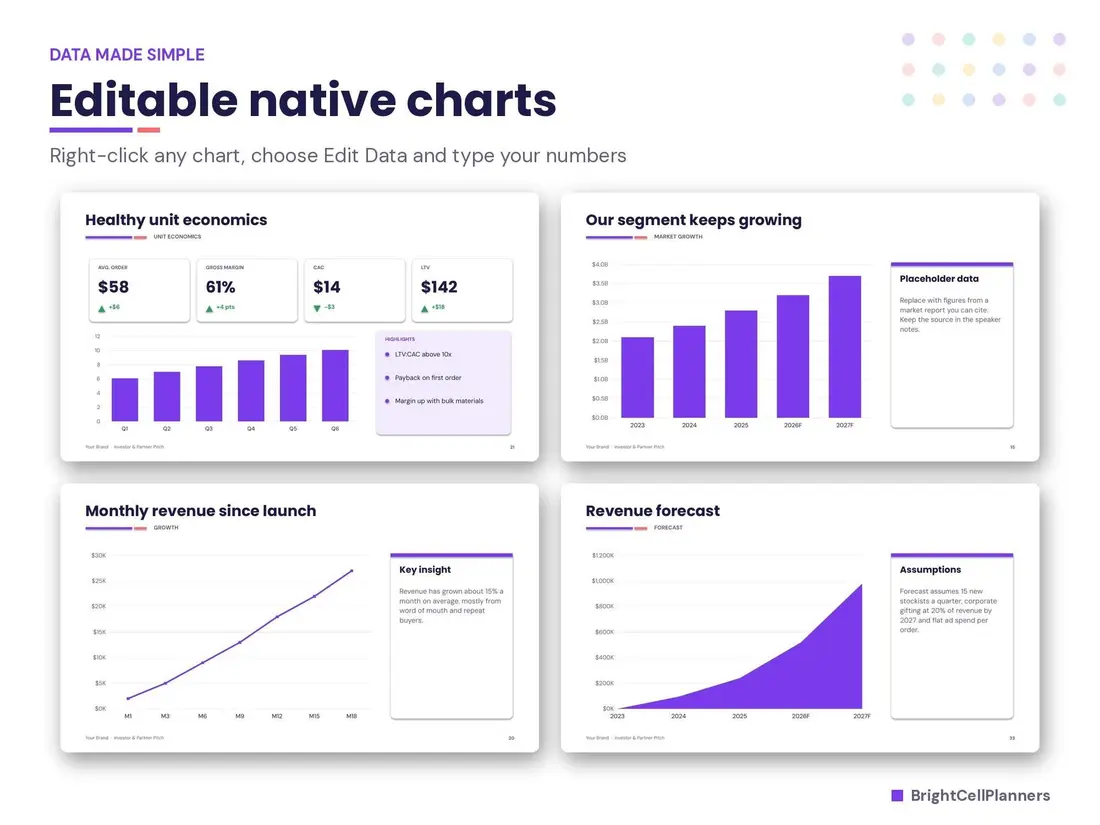 DATA MADE SIMPLE
Editable native charts
Right-click any chart, choose Edit Data and type your numbers
Healthy unit economics
UNIT ECONOMICS
AVG. ORDER
$58
+$6
GROSS MARGIN
61%
+4 pts
CAC
$14
-$3
LTV
$142
+$18
12
10
8
6
4
2
0
Q1
Q2
Q3
Q4
Q5
Q6
HIGHLIGHTS
LTV:CAC above 10x
Payback on first order
Margin up with bulk materials
Your Brand · Investor & Partner Pitch
21
Our segment keeps growing
MARKET GROWTH
$4.0B
$3.5B
$3.0B
$2.5B
$2.0B
$1.5B
$1.0B
$0.5B
$0.0B
2023
2024
2025
2026F
2027F
Placeholder data
Replace with figures from a
market report you can cite.
Keep the source in the speaker
notes.
Your Brand · Investor & Partner Pitch
Monthly revenue since launch
GROWTH
$30K
$25K
$20K
$15K
$10K
$5K
$0K
M1
M3
M6
M9
M12
M15
M18
Key insight
Revenue has grown about 15% a
month on average, mostly from
word of mouth and repeat
buyers.
Your Brand · Investor & Partner Pitch
20
Revenue forecast
FORECAST
$1,200K
$1,000K
$800K
$600K
$400K
$200K
$0K
2023
2024
2025
2026F
2027F
Assumptions
Forecast assumes 15 new
stockists a quarter, corporate
gifting at 20% of revenue by
2027 and flat ad spend per
order.
Your Brand · Investor & Partner Pitch
BrightCellPlanners